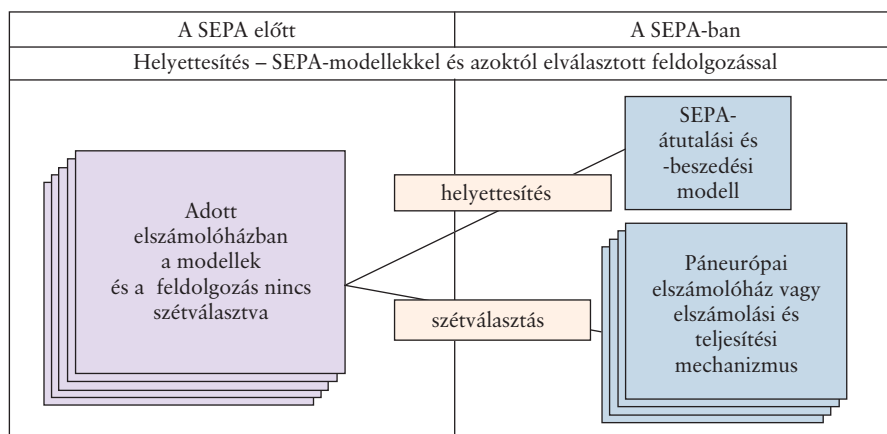 A SEPA előtt
A SEPA-ban
Helyettesítés – SEPA-modellekkel és azoktól elválasztott feldolgozással
Adott
elszámolóházban
a modellek
és a feldolgozás nincs
szétválasztva
helyettesítés
szétválasztás
SEPA-
átutalási és
-beszedési
modell
Páneurópai
elszámolóház vagy
elszámolási és
teljesítési
mechanizmus